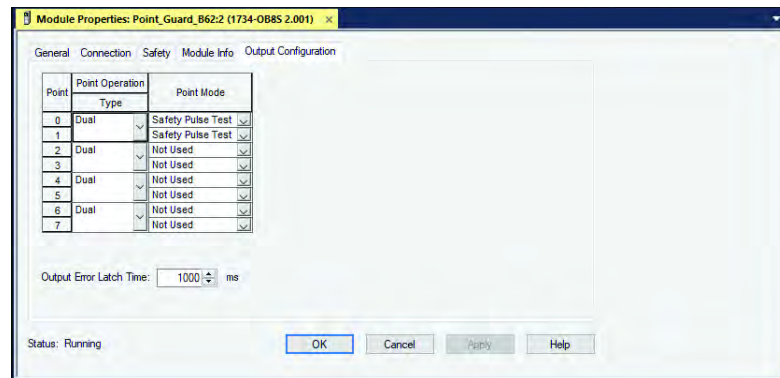 Module Properties: Point_Guard_B62:2 (1734-OB8S 2.001) ×
General Connection Safety Module Info Output Configuration
Point Point Operation Point Mode
Type
0 Dual Safety Pulse Test
1 Safety Pulse Test
2 Dual Not Used
3 Not Used
4 Dual Not Used
5 Not Used
6 Dual Not Used
7 Not Used
Output Error Latch Time: 1000 ms
Status: Running OK Cancel Apply Help